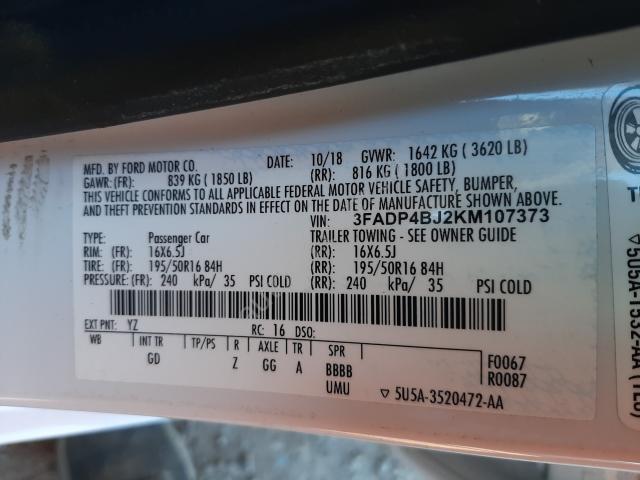 MFD. BY FORD MOTOR CO. DATE: 10/18 GVWR: 1642 KG ( 3620 LB)
GAWR: (FR): 839 KG ( 1850 LB) (RR): 816 KG ( 1800 LB)
THIS VEHICLE CONFORMS TO ALL APPLICABLE FEDERAL MOTOR VEHICLE SAFETY, BUMPER,
AND THEFT PREVENTION STANDARDS IN EFFECT ON THE DATE OF MANUFACTURE SHOWN ABOVE.
VIN: 3FADP4BJ2KM107373
TYPE: Passenger Car TRAILER TOWING - SEE OWNER GUIDE
RIM: (FR): 16X6.5J (RR): 16X6.5J
TIRE: (FR): 195/50R16 84H (RR): 195/50R16 84H
PRESSURE: (FR): 240 kPa/ 35 PSI COLD (RR): 240 kPa/ 35 PSI COLD
EXT PNT: YZ RC: 16 DSO:
WB INT TR TP/PS R AXLE TR SPR
GD Z GG A BBBB
UMU
F0067
R0087
▽ 5U5A-3520472-AA